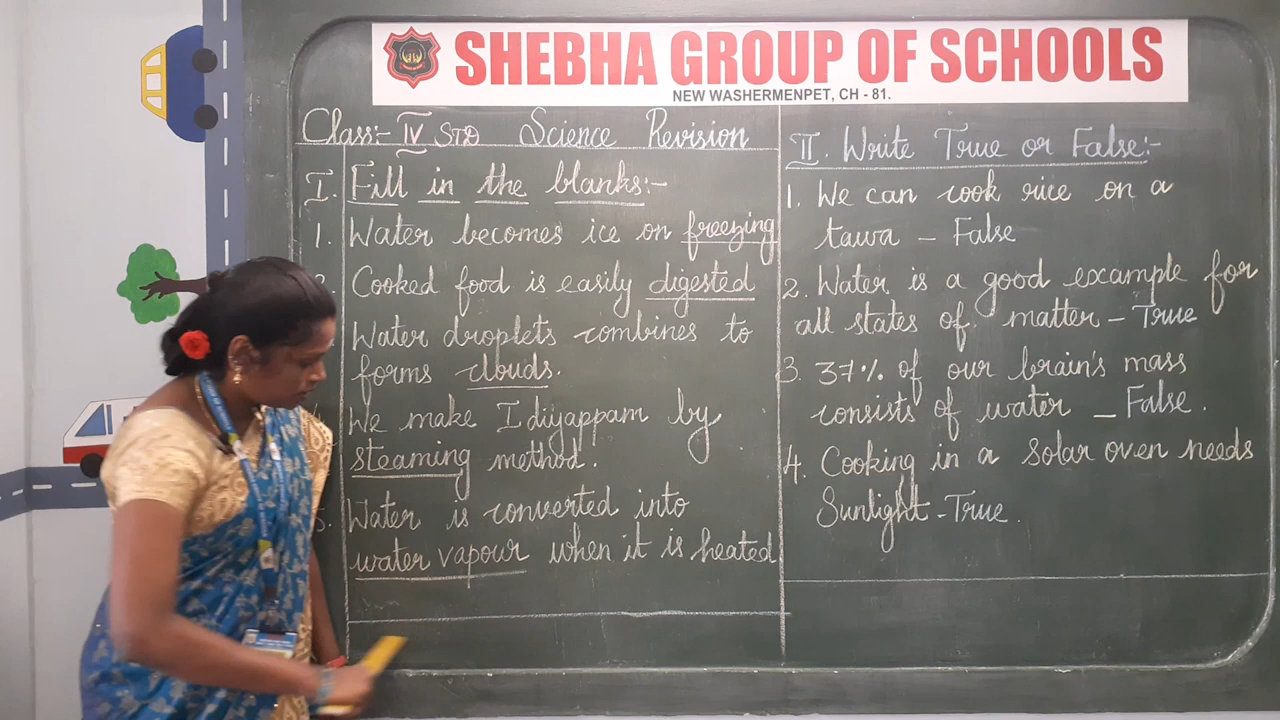 SHEBHA GROUP OF SCHOOLS
NEW WASHERMENPET, CH - 81.
Class:- IV STD Science Revision
I. Fill in the blanks:-
1. Water becomes ice on freezing
Cooked food is easily digested
Water droplets combines to
forms clouds.
We make Idiyappam by
steaming method.
Water is converted into
water vapour when it is heated
II. Write True or False:-
1. We can cook rice on a
tawa - False
2. Water is a good example for
all states of matter - True
3. 37% of our brain's mass
consists of water - False.
4. Cooking in a Solar oven needs
Sunlight - True.